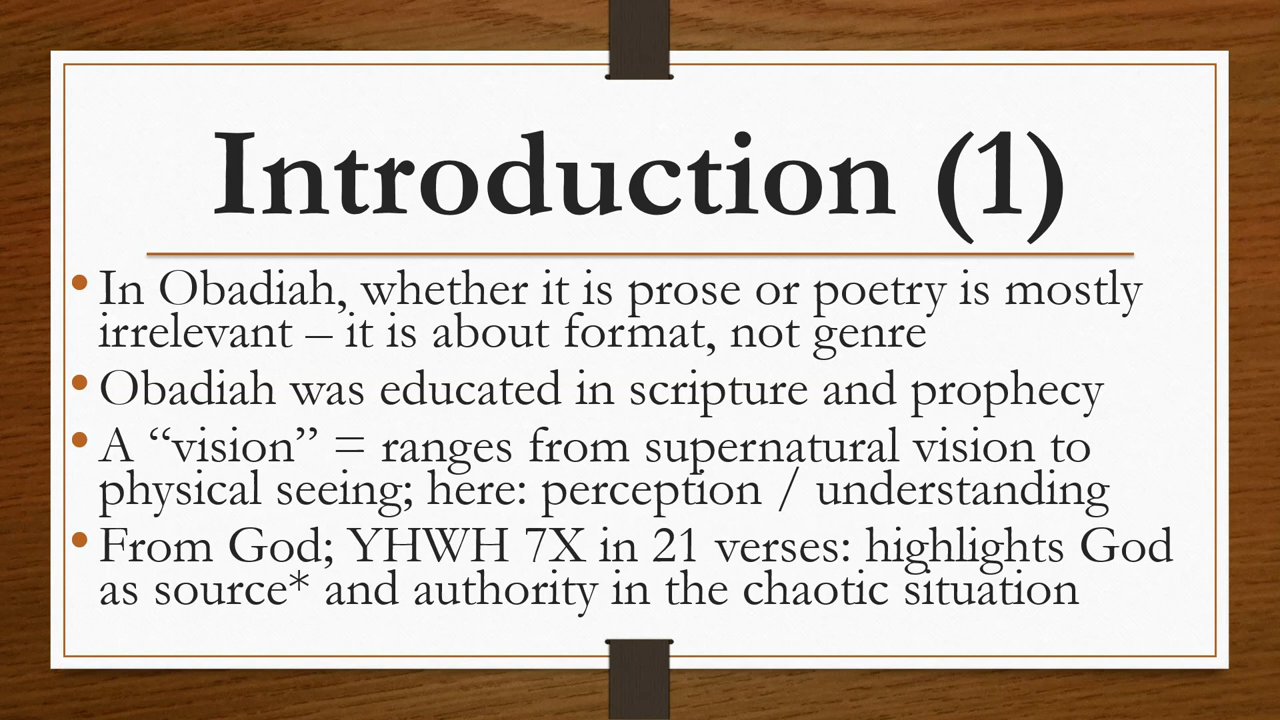 Introduction (1)
• In Obadiah, whether it is prose or poetry is mostly
irrelevant – it is about format, not genre
• Obadiah was educated in scripture and prophecy
• A “vision” = ranges from supernatural vision to
physical seeing; here: perception / understanding
• From God; YHWH 7X in 21 verses: highlights God
as source* and authority in the chaotic situation